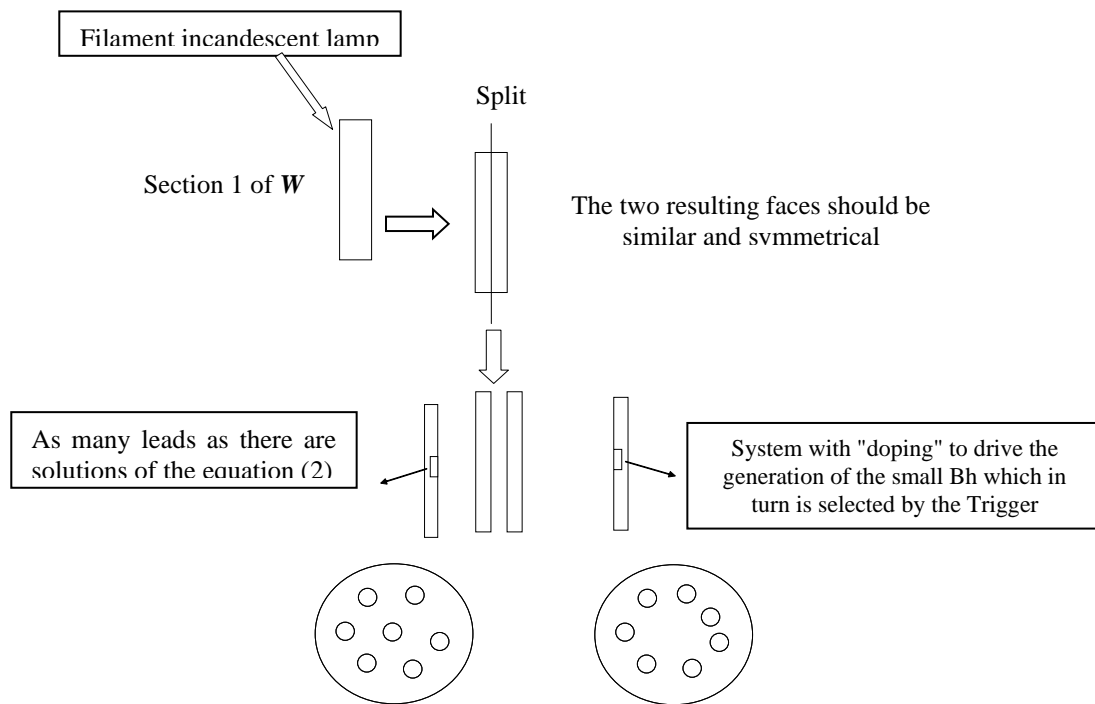 Filament incandescent lamp
Split
Section 1 of W
The two resulting faces should be
similar and symmetrical
As many leads as there are
solutions of the equation (2)
System with "doping" to drive the
generation of the small Bh which in
turn is selected by the Trigger